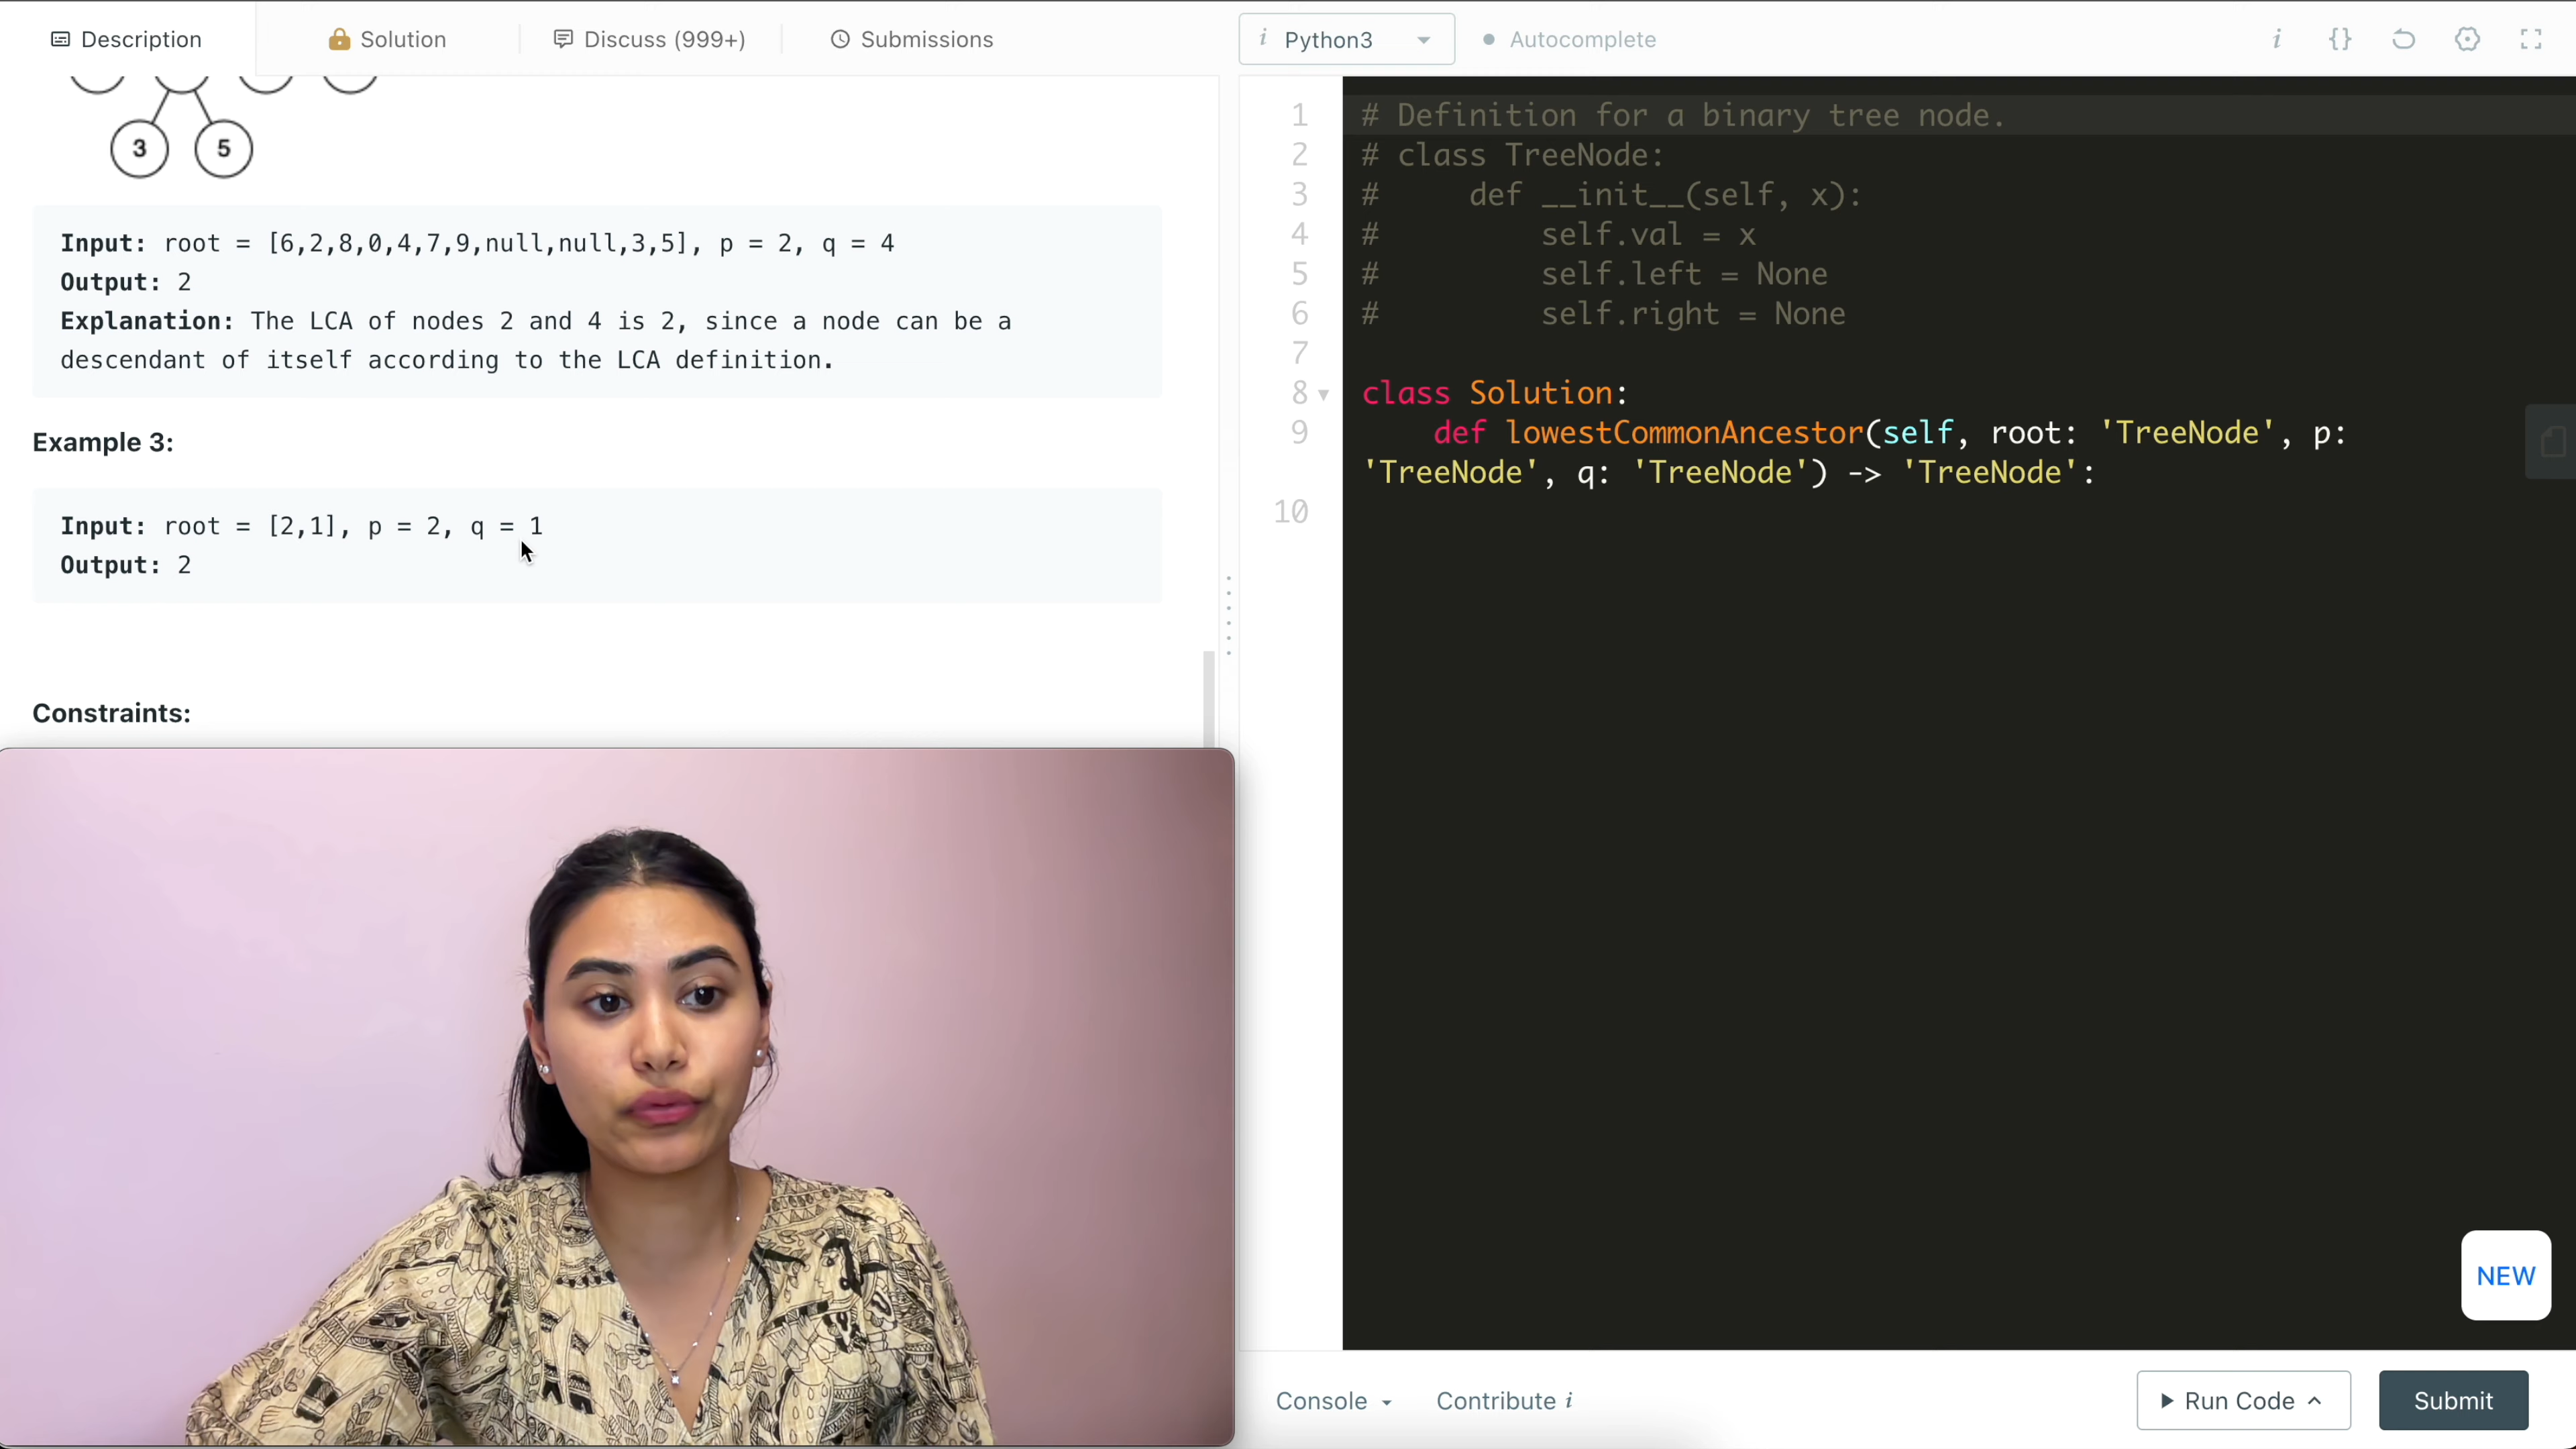 Description
Solution
Discuss (999+)
Submissions
i Python3
Autocomplete
i {}
3 5
Input: root = [6,2,8,0,4,7,9,null,null,3,5], p = 2, q = 4
Output: 2
Explanation: The LCA of nodes 2 and 4 is 2, since a node can be a
descendant of itself according to the LCA definition.
Example 3:
Input: root = [2,1], p = 2, q = 1
Output: 2
Constraints:
1 # Definition for a binary tree node.
2 # class TreeNode:
3 #     def __init__(self, x):
4 #         self.val = x
5 #         self.left = None
6 #         self.right = None
7
8 class Solution:
9     def lowestCommonAncestor(self, root: 'TreeNode', p:
'TreeNode', q: 'TreeNode') -> 'TreeNode':
10
NEW
Console
Contribute i
Run Code
Submit